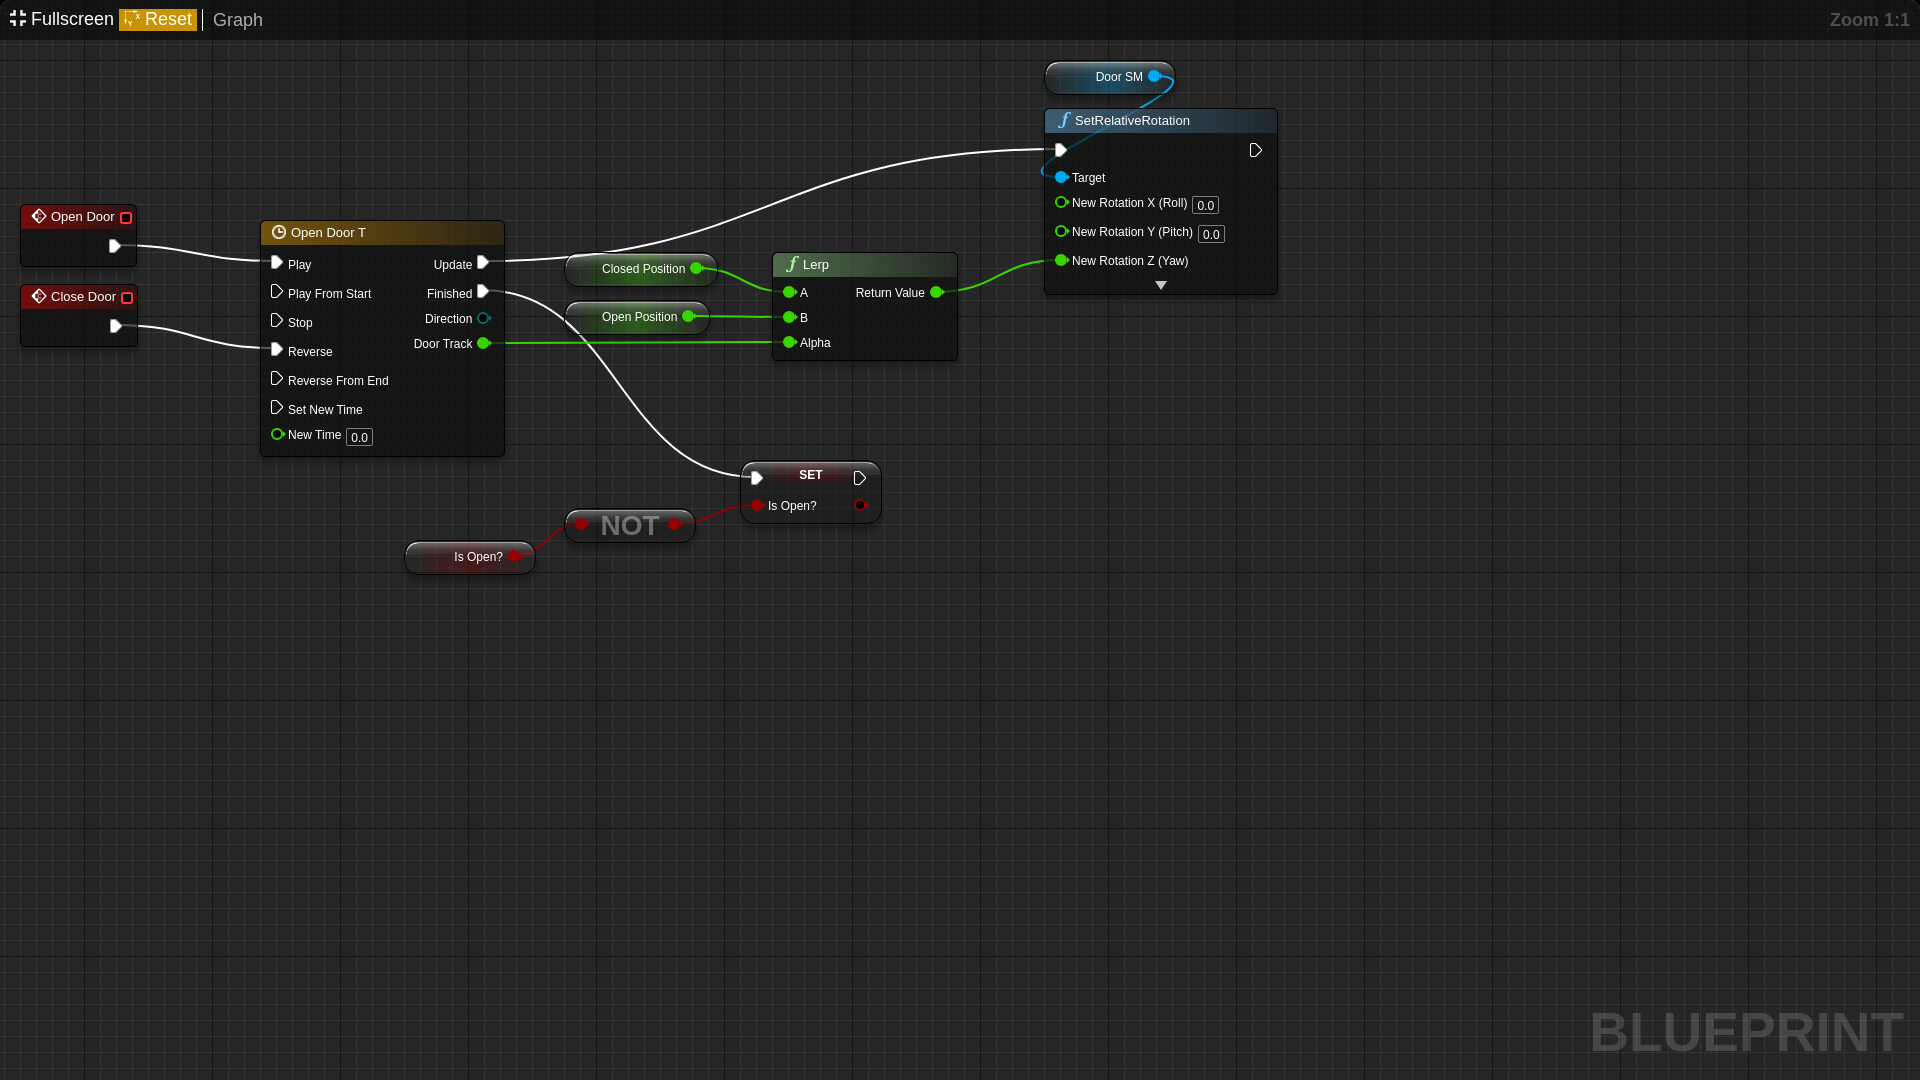 Fullscreen Reset Graph Zoom 1:1
Door SM
SetRelativeRotation
Target
New Rotation X (Roll) 0.0
New Rotation Y (Pitch) 0.0
New Rotation Z (Yaw)
Open Door
Close Door
Open Door T
Play Update
Play From Start Finished
Stop Direction
Reverse Door Track
Reverse From End
Set New Time
New Time 0.0
Closed Position
Open Position
Lerp
A Return Value
B
Alpha
SET
Is Open?
NOT
Is Open?
BLUEPRINT